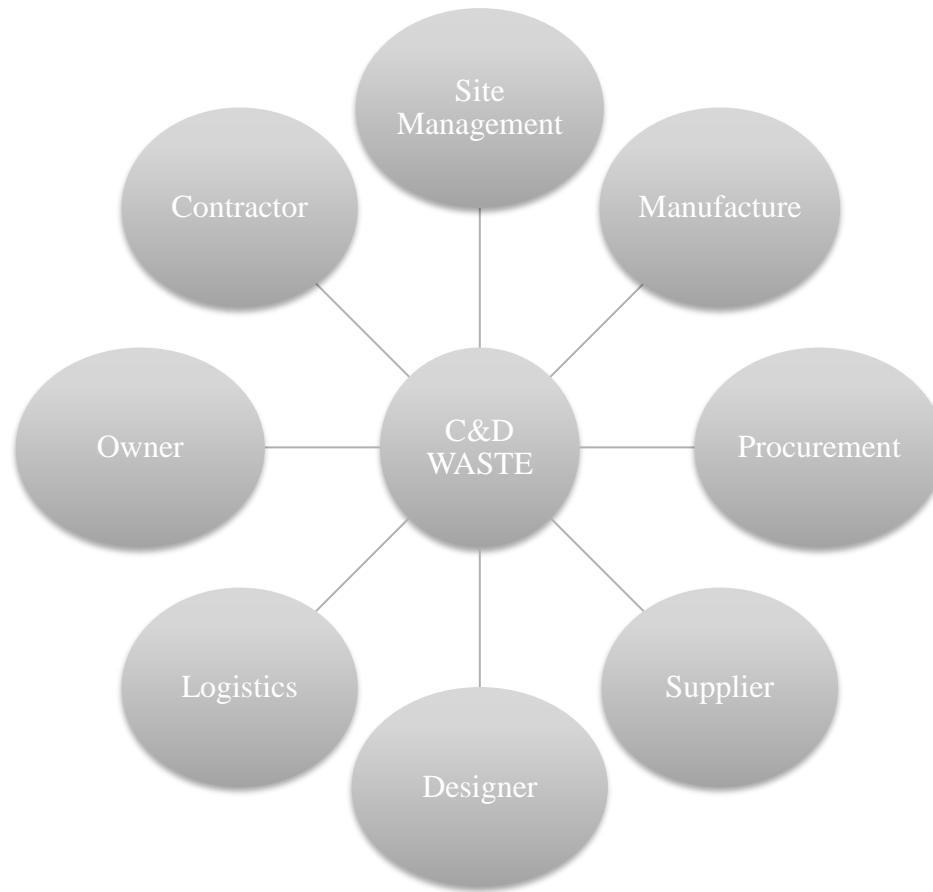 Site
Management
Contractor
Manufacture
Owner
C&D
WASTE
Procurement
Logistics
Supplier
Designer